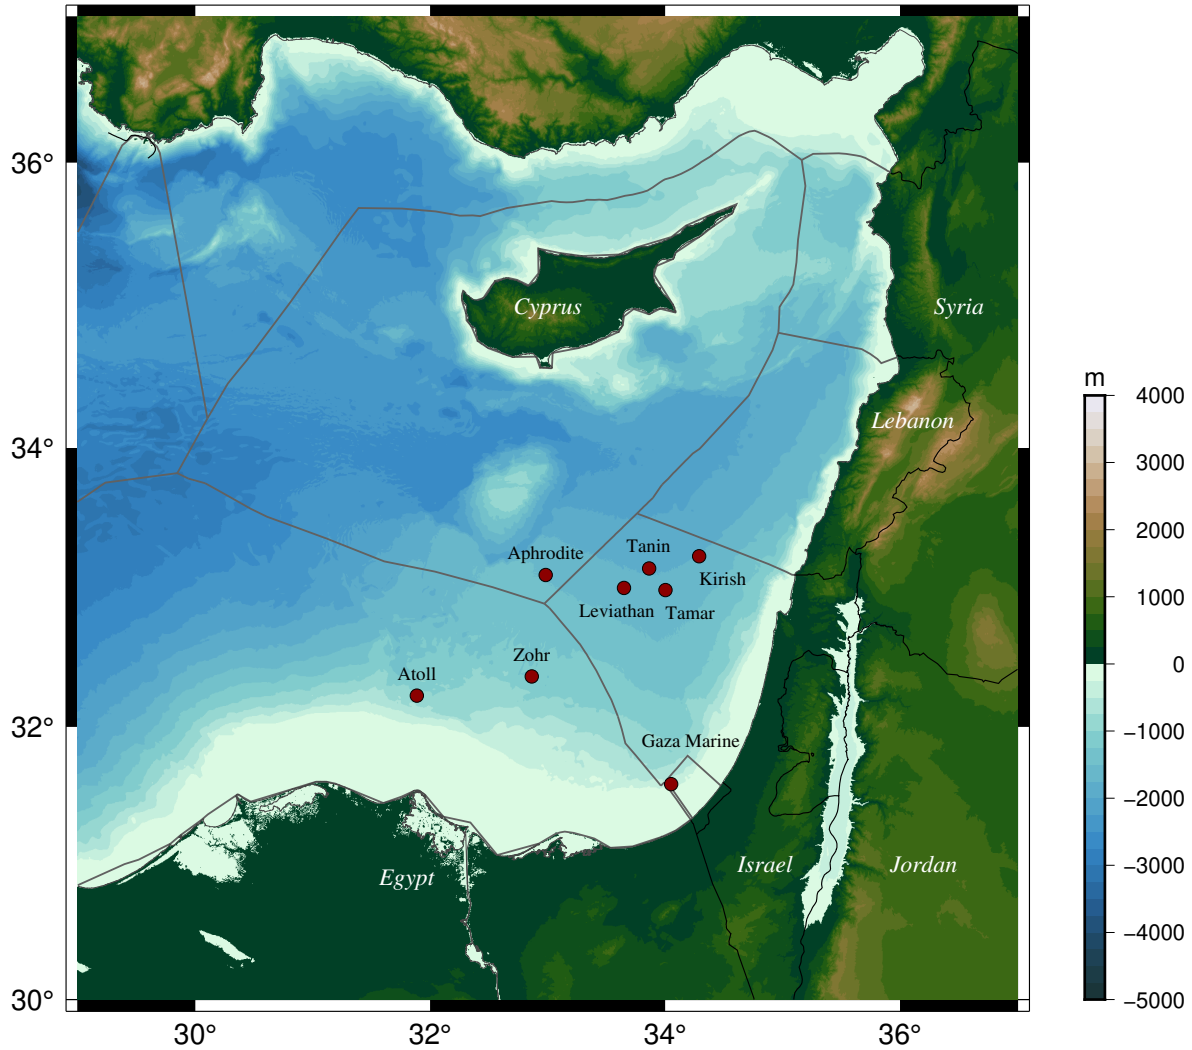 36°
34°
32°
30°
30°
32°
34°
36°
Cyprus
Syria
Lebanon
Aphrodite
Tanin
Kirish
Leviathan
Tamar
Zohr
Atoll
Gaza Marine
Egypt
Israel
Jordan
m
4000
3000
2000
1000
0
−1000
−2000
−3000
−4000
−5000